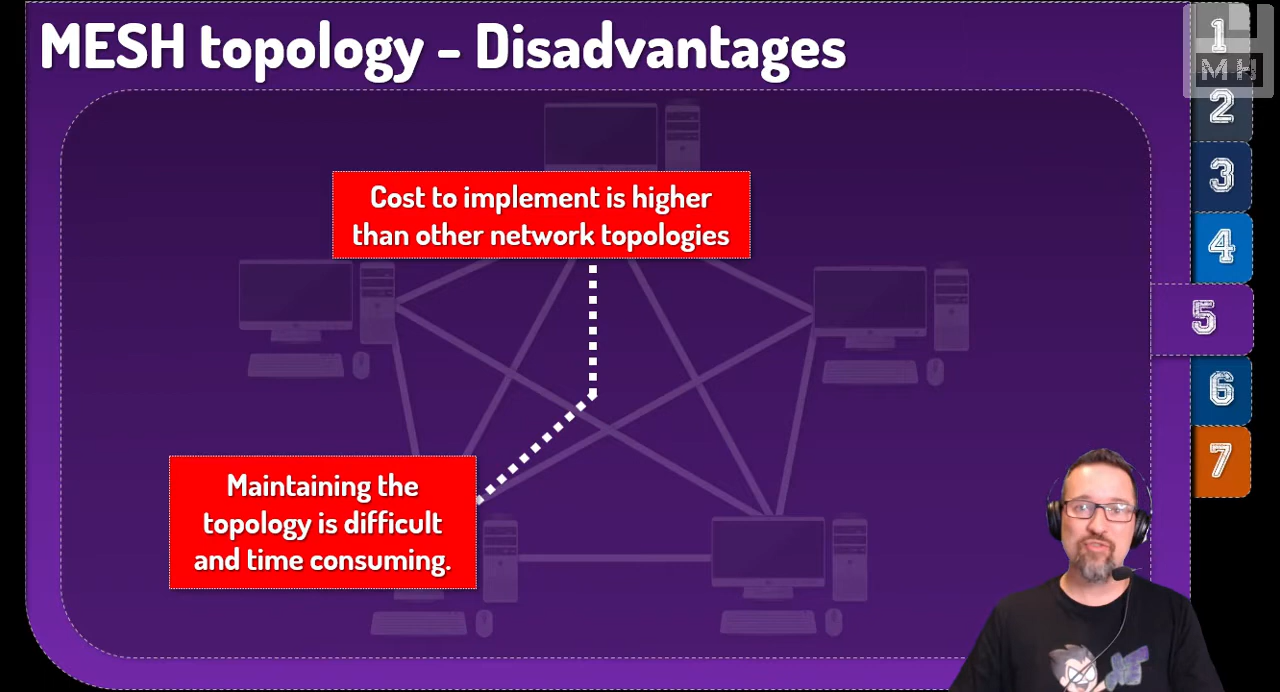 MESH topology - Disadvantages
1
MH
2
3
4
5
6
7
Cost to implement is higher
than other network topologies
Maintaining the
topology is difficult
and time consuming.